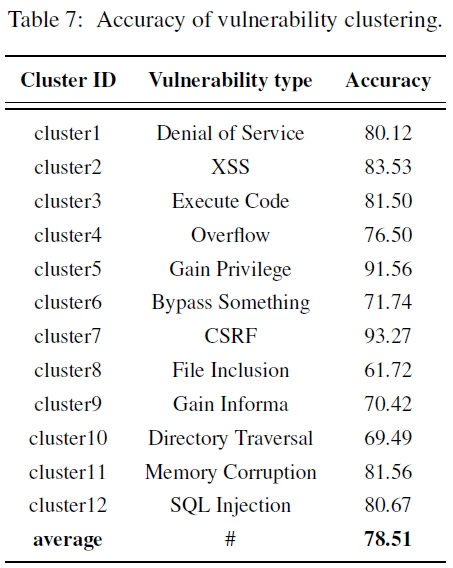 Table 7: Accuracy of vulnerability clustering.
Cluster ID Vulnerability type Accuracy
cluster1 Denial of Service 80.12
cluster2 XSS 83.53
cluster3 Execute Code 81.50
cluster4 Overflow 76.50
cluster5 Gain Privilege 91.56
cluster6 Bypass Something 71.74
cluster7 CSRF 93.27
cluster8 File Inclusion 61.72
cluster9 Gain Informa 70.42
cluster10 Directory Traversal 69.49
cluster11 Memory Corruption 81.56
cluster12 SQL Injection 80.67
average # 78.51